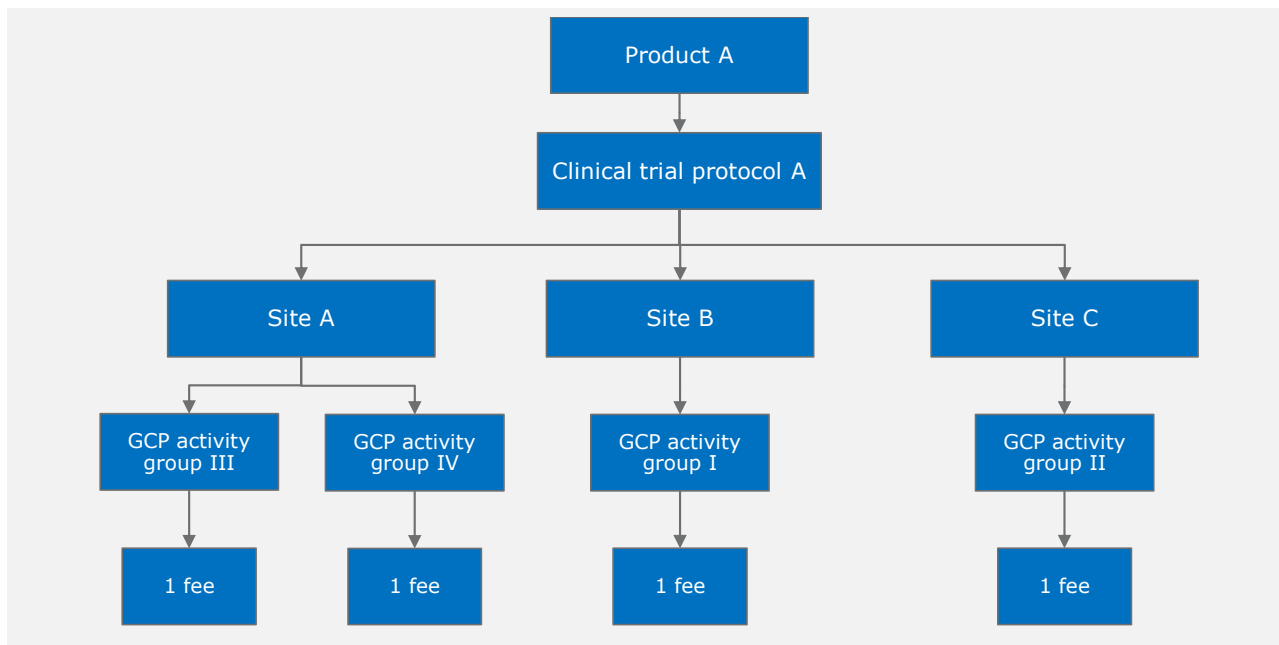 Product A
Clinical trial protocol A
Site A
Site B
Site C
GCP activity
group III
GCP activity
group IV
GCP activity
group I
GCP activity
group II
1 fee
1 fee
1 fee
1 fee